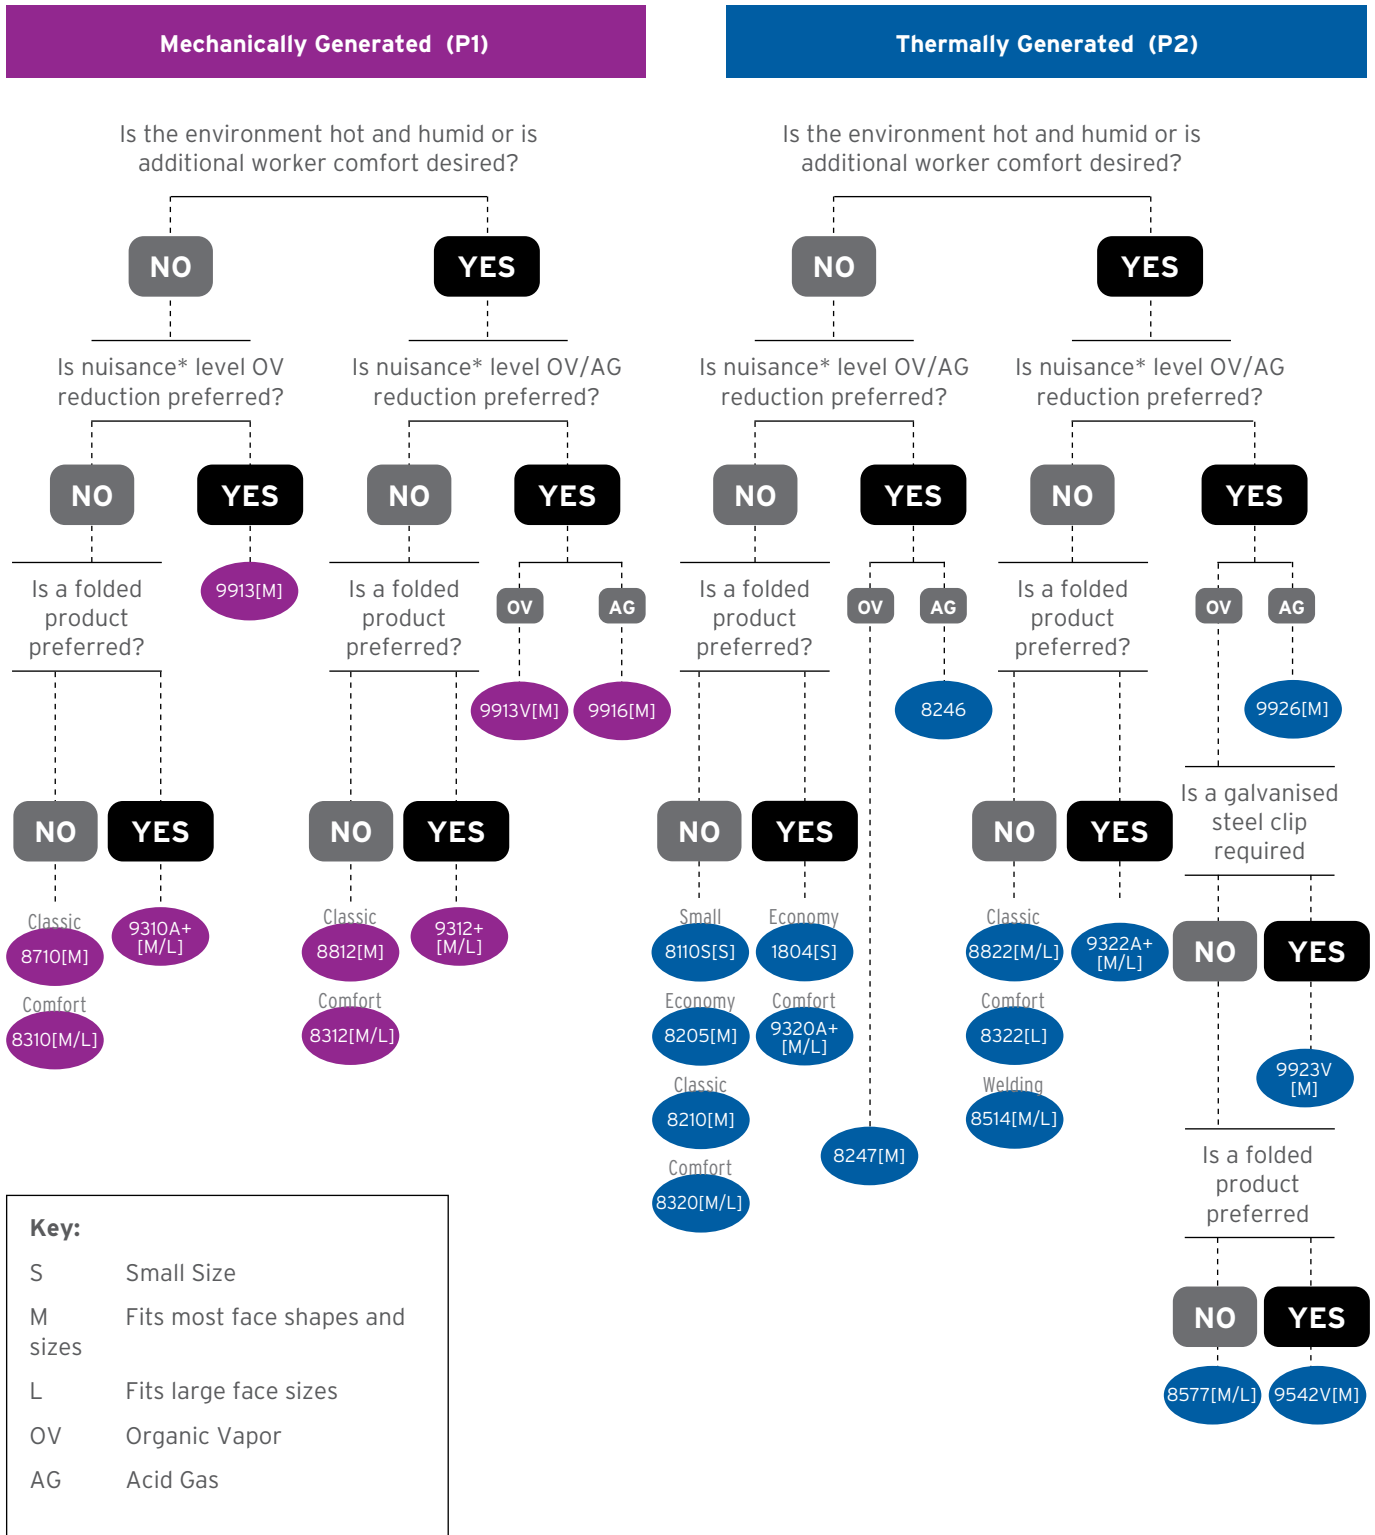 Mechanically Generated (P1)
Thermally Generated (P2)
Is the environment hot and humid or is
additional worker comfort desired?
Is the environment hot and humid or is
additional worker comfort desired?
NO
YES
NO
YES
Is nuisance* level OV
reduction preferred?
Is nuisance* level OV/AG
reduction preferred?
Is nuisance* level OV/AG
reduction preferred?
Is nuisance* level OV/AG
reduction preferred?
NO
YES
NO
YES
NO
YES
NO
YES
Is a folded
product
preferred?
9913[M]
Is a folded
product
preferred?
OV
AG
Is a folded
product
preferred?
OV
AG
Is a folded
product
preferred?
OV
AG
9913V[M]
9916[M]
8246
9926[M]
Is a galvanised
steel clip
required
NO
YES
NO
YES
NO
YES
NO
YES
Classic
8710[M]
Comfort
8310[M/L]
9310A+
[M/L]
Classic
8812[M]
Comfort
8312[M/L]
9312+
[M/L]
Small
8110S[S]
Economy
8205[M]
Classic
8210[M]
Comfort
8320[M/L]
Economy
1804[S]
Comfort
9320A+
[M/L]
8247[M]
Classic
8822[M/L]
Comfort
8322[L]
Welding
8514[M/L]
9322A+
[M/L]
NO
YES
9923V
[M]
Is a folded
product
preferred
NO
YES
8577[M/L]
9542V[M]
Key:
S Small Size
M Fits most face shapes and
sizes
L Fits large face sizes
OV Organic Vapor
AG Acid Gas